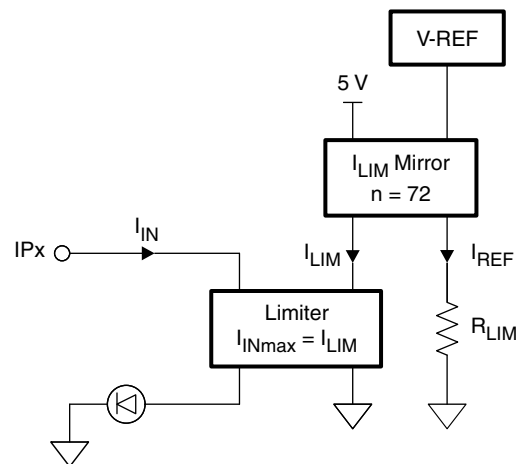 V-REF
5 V
I_LIM Mirror
n = 72
IPx
I_IN
I_LIM
I_REF
Limiter
I_INmax = I_LIM
R_LIM